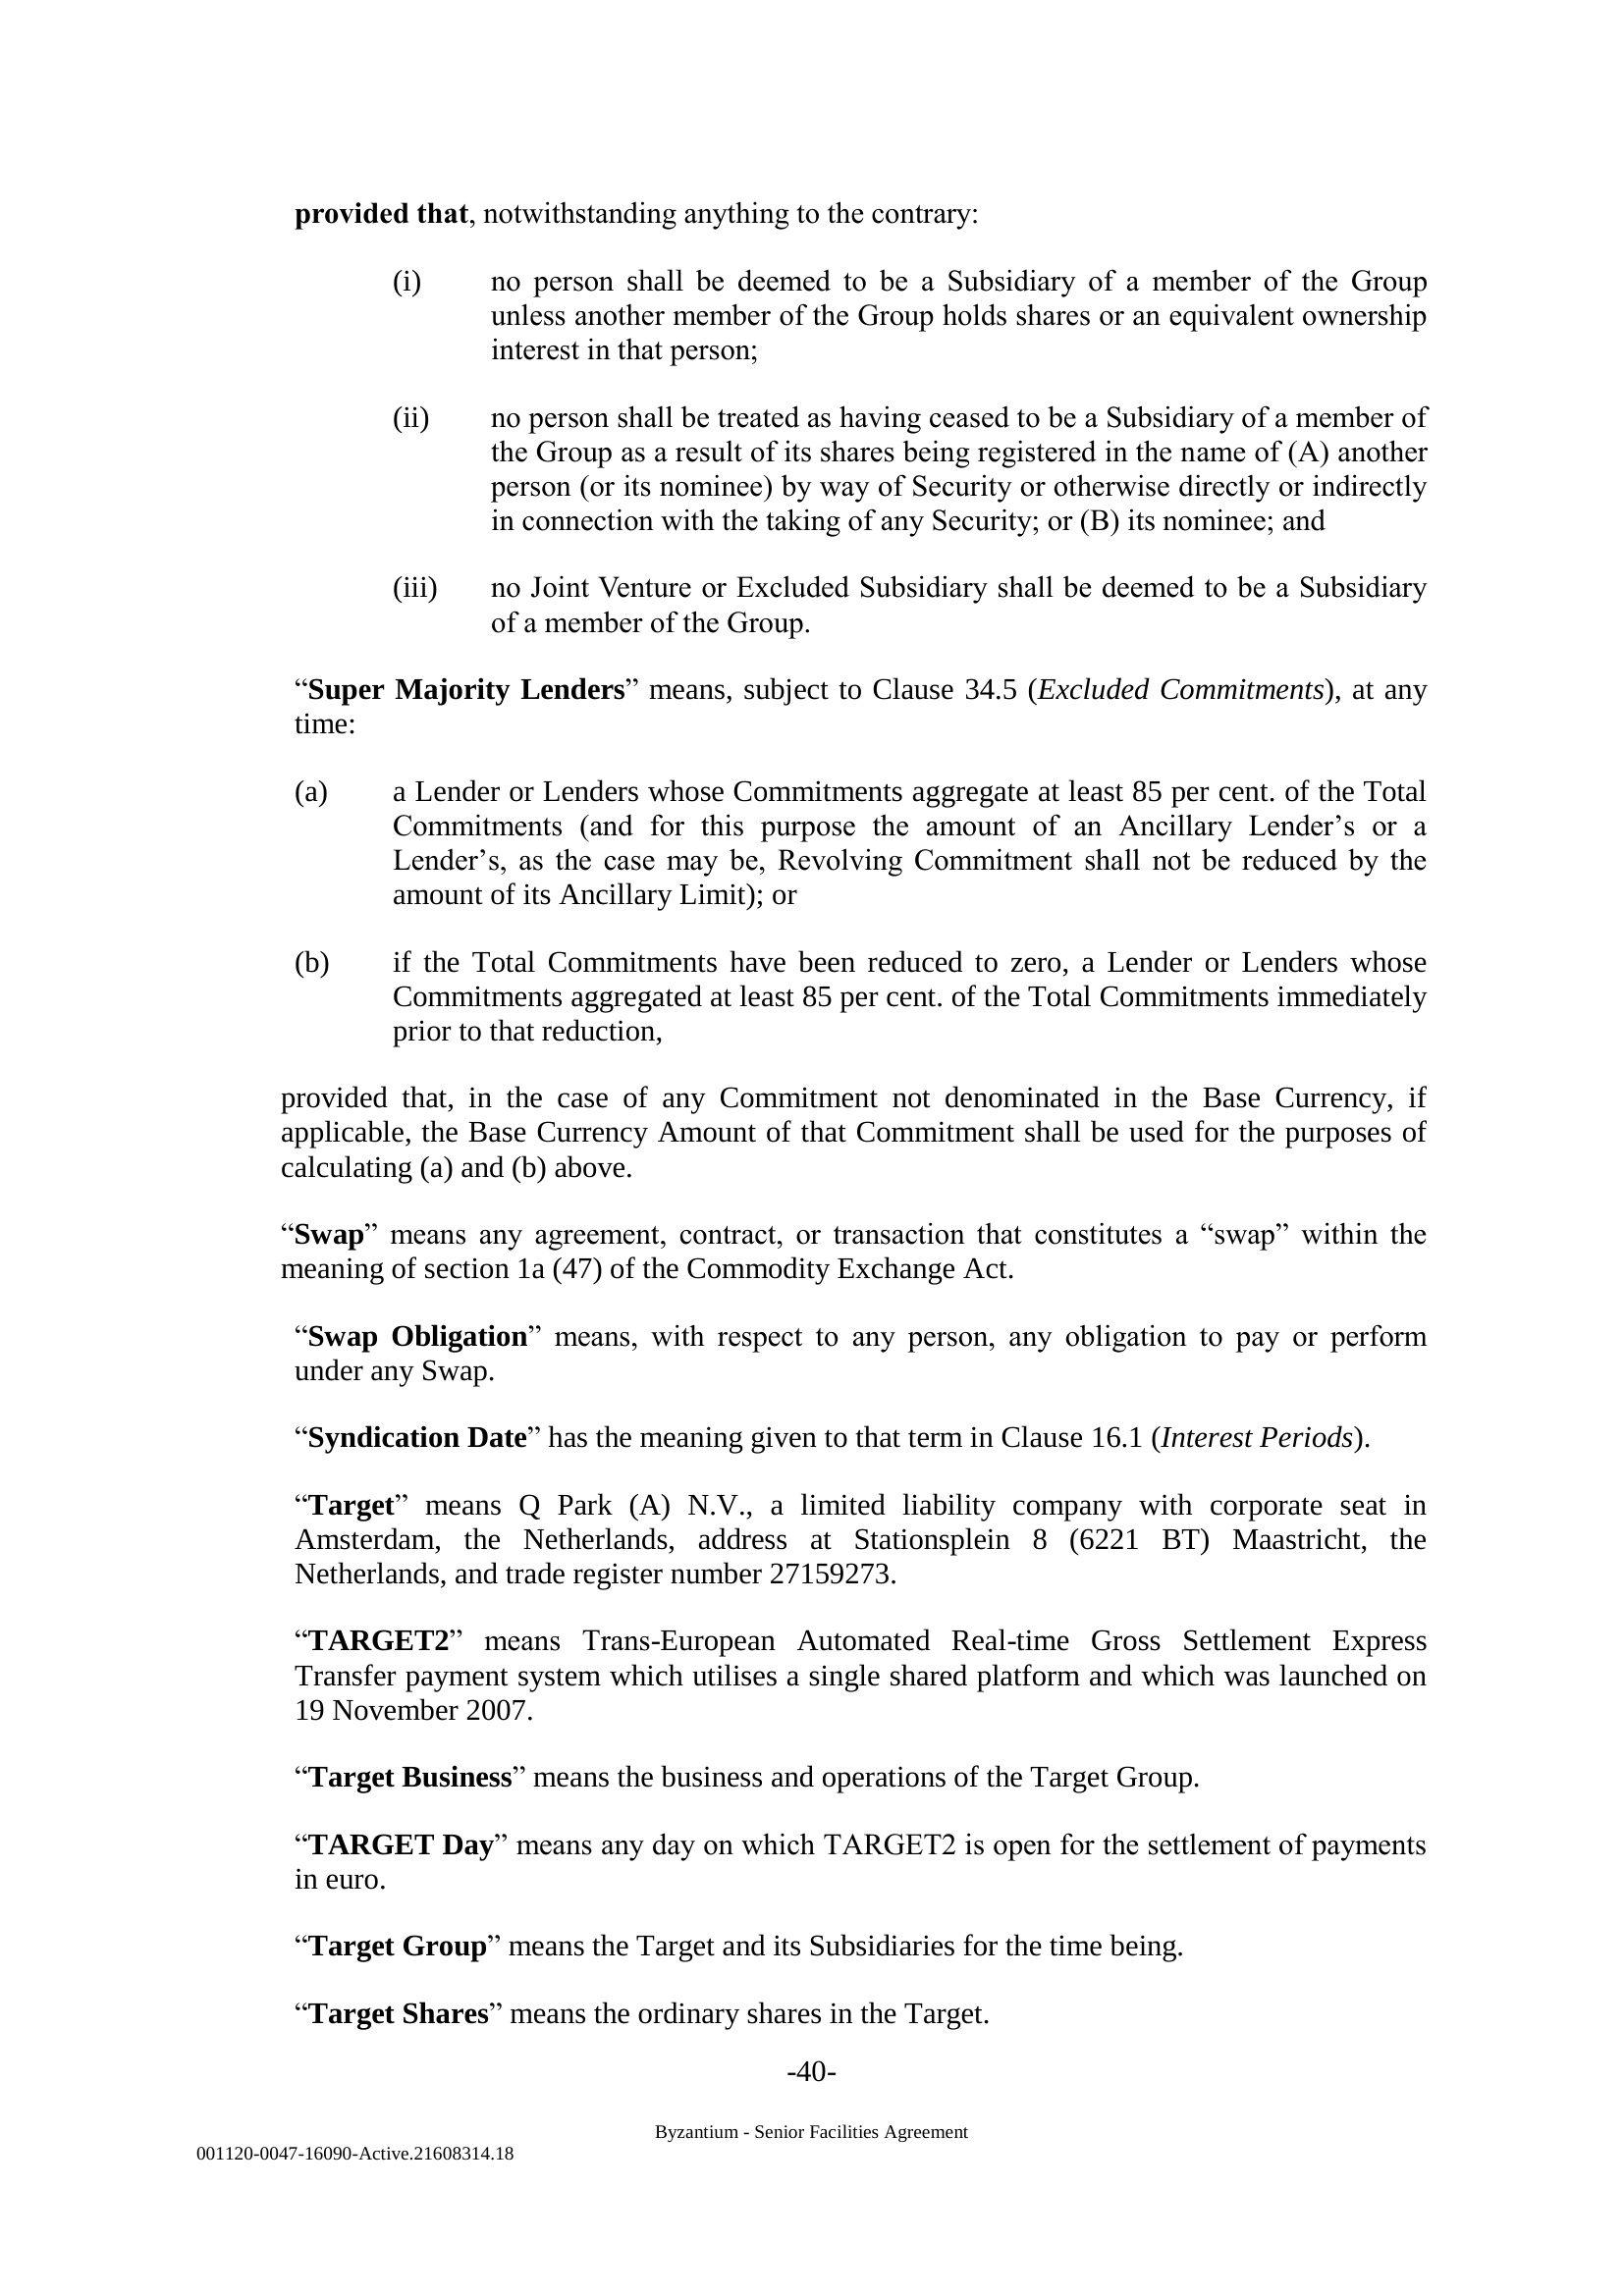 provided that, notwithstanding anything to the contrary:
(i) no person shall be deemed to be a Subsidiary of a member of the Group
unless another member of the Group holds shares or an equivalent ownership
interest in that person;
(ii) no person shall be treated as having ceased to be a Subsidiary of a member of
the Group as a result of its shares being registered in the name of (A) another
person (or its nominee) by way of Security or otherwise directly or indirectly
in connection with the taking of any Security; or (B) its nominee; and
(iii) no Joint Venture or Excluded Subsidiary shall be deemed to be a Subsidiary
of a member of the Group.
“Super Majority Lenders” means, subject to Clause 34.5 (Excluded Commitments), at any
time:
(a) a Lender or Lenders whose Commitments aggregate at least 85 per cent. of the Total
Commitments (and for this purpose the amount of an Ancillary Lender’s or a
Lender’s, as the case may be, Revolving Commitment shall not be reduced by the
amount of its Ancillary Limit); or
(b) if the Total Commitments have been reduced to zero, a Lender or Lenders whose
Commitments aggregated at least 85 per cent. of the Total Commitments immediately
prior to that reduction,
provided that, in the case of any Commitment not denominated in the Base Currency, if
applicable, the Base Currency Amount of that Commitment shall be used for the purposes of
calculating (a) and (b) above.
“Swap” means any agreement, contract, or transaction that constitutes a “swap” within the
meaning of section 1a (47) of the Commodity Exchange Act.
“Swap Obligation” means, with respect to any person, any obligation to pay or perform
under any Swap.
“Syndication Date” has the meaning given to that term in Clause 16.1 (Interest Periods).
“Target” means Q Park (A) N.V., a limited liability company with corporate seat in
Amsterdam, the Netherlands, address at Stationsplein 8 (6221 BT) Maastricht, the
Netherlands, and trade register number 27159273.
“TARGET2” means Trans-European Automated Real-time Gross Settlement Express
Transfer payment system which utilises a single shared platform and which was launched on
19 November 2007.
“Target Business” means the business and operations of the Target Group.
“TARGET Day” means any day on which TARGET2 is open for the settlement of payments
in euro.
“Target Group” means the Target and its Subsidiaries for the time being.
“Target Shares” means the ordinary shares in the Target.
-40-
Byzantium - Senior Facilities Agreement
001120-0047-16090-Active.21608314.18